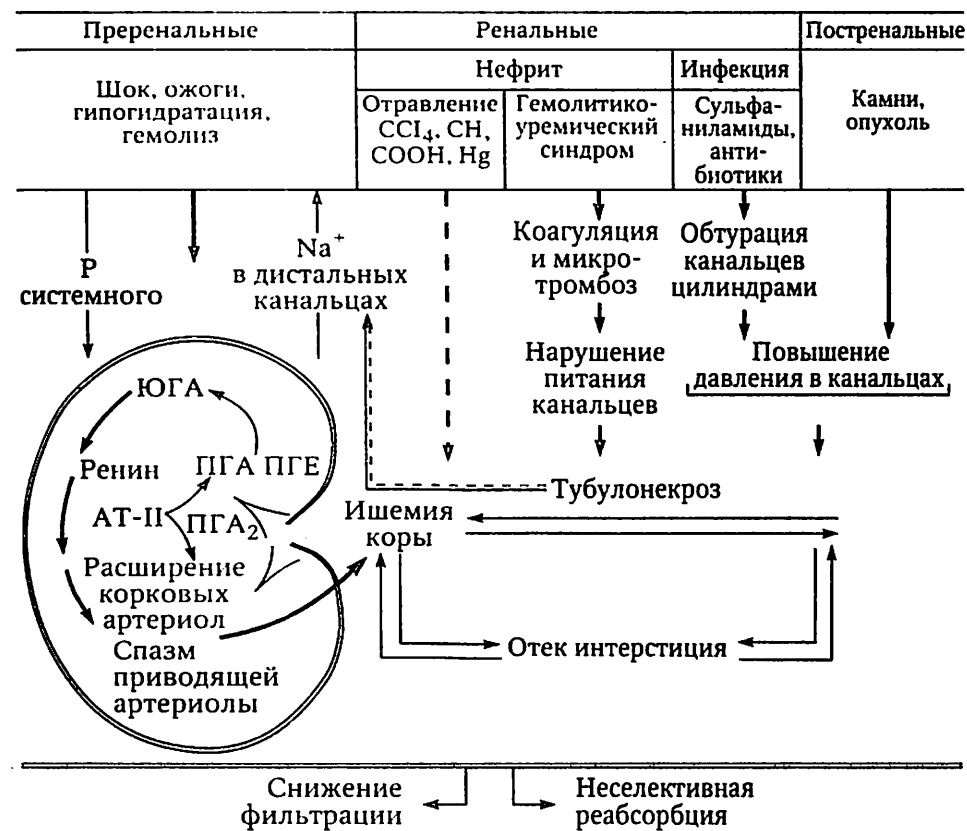 Преренальные
Ренальные
Постренальные
Шок, ожоги,
гипогидратация,
гемолиз
Нефрит
Инфекция
Отравление
CCI₄, CH,
COOH, Hg
Гемолитико-
уремический
синдром
Сульфа-
ниламиды,
анти-
биотики
Камни,
опухоль
P
системного
Na⁺
в дистальных
канальцах
Коагуляция
и микро-
тромбоз
Обтурация
канальцев
цилиндрами
Нарушение
питания
канальцев
Повышение
давления в канальцах
ЮГА
Ренин
ПГА ПГЕ
АТ-II
ПГА₂
Расширение
корковых
артериол
Спазм
приводящей
артериолы
Тубулонекроз
Ишемия
коры
Отек интерстиция
Снижение
фильтрации
Неселективная
реабсорбция